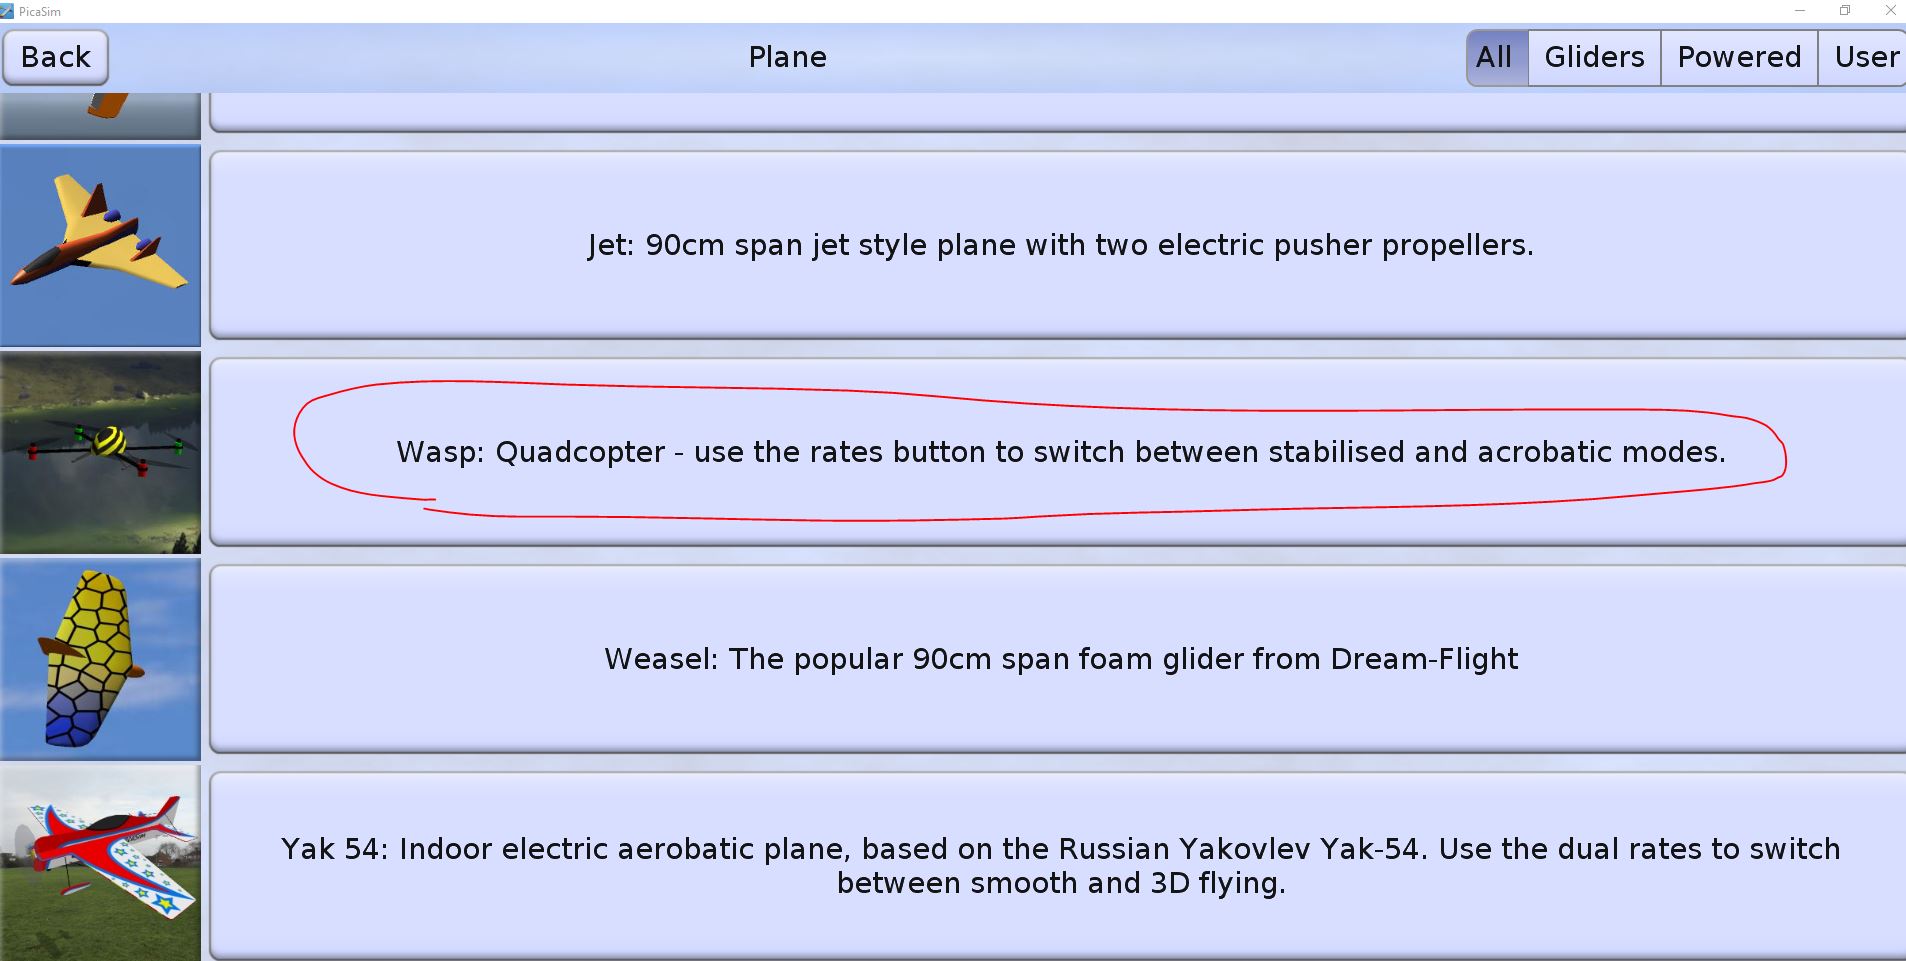 PicaSim
Back
Plane
All
Gliders
Powered
User
Jet: 90cm span jet style plane with two electric pusher propellers.
Wasp: Quadcopter - use the rates button to switch between stabilised and acrobatic modes.
Weasel: The popular 90cm span foam glider from Dream-Flight
Yak 54: Indoor electric aerobatic plane, based on the Russian Yakovlev Yak-54. Use the dual rates to switch
between smooth and 3D flying.